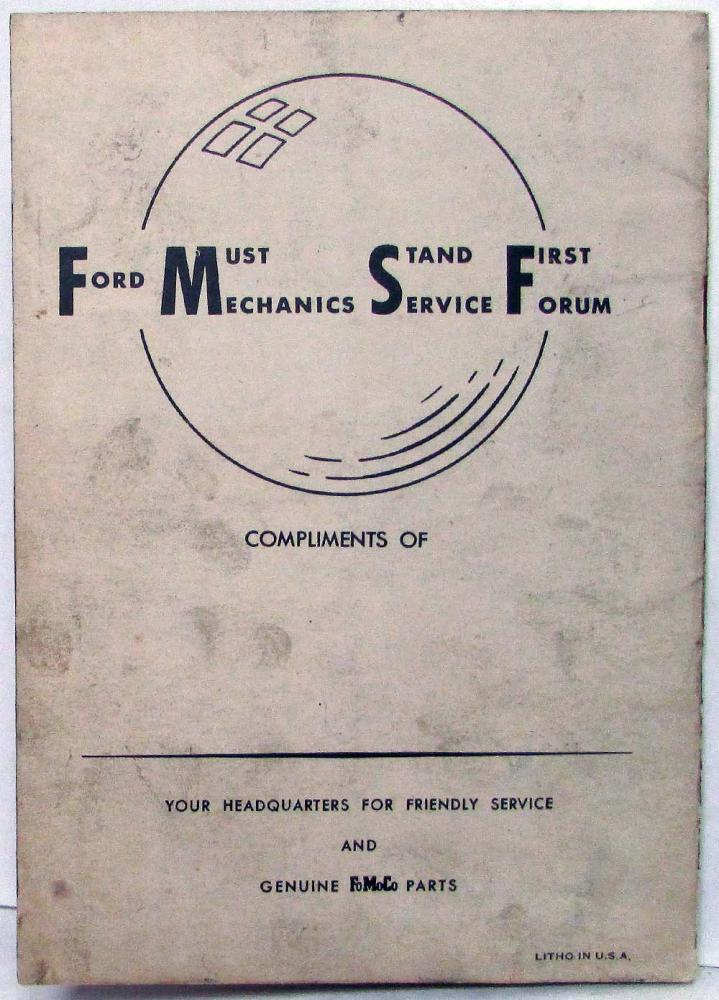 FORD MUST STAND FIRST
MECHANICS SERVICE FORUM
COMPLIMENTS OF
YOUR HEADQUARTERS FOR FRIENDLY SERVICE
AND
GENUINE FoMoCo PARTS
LITHO IN U.S.A.